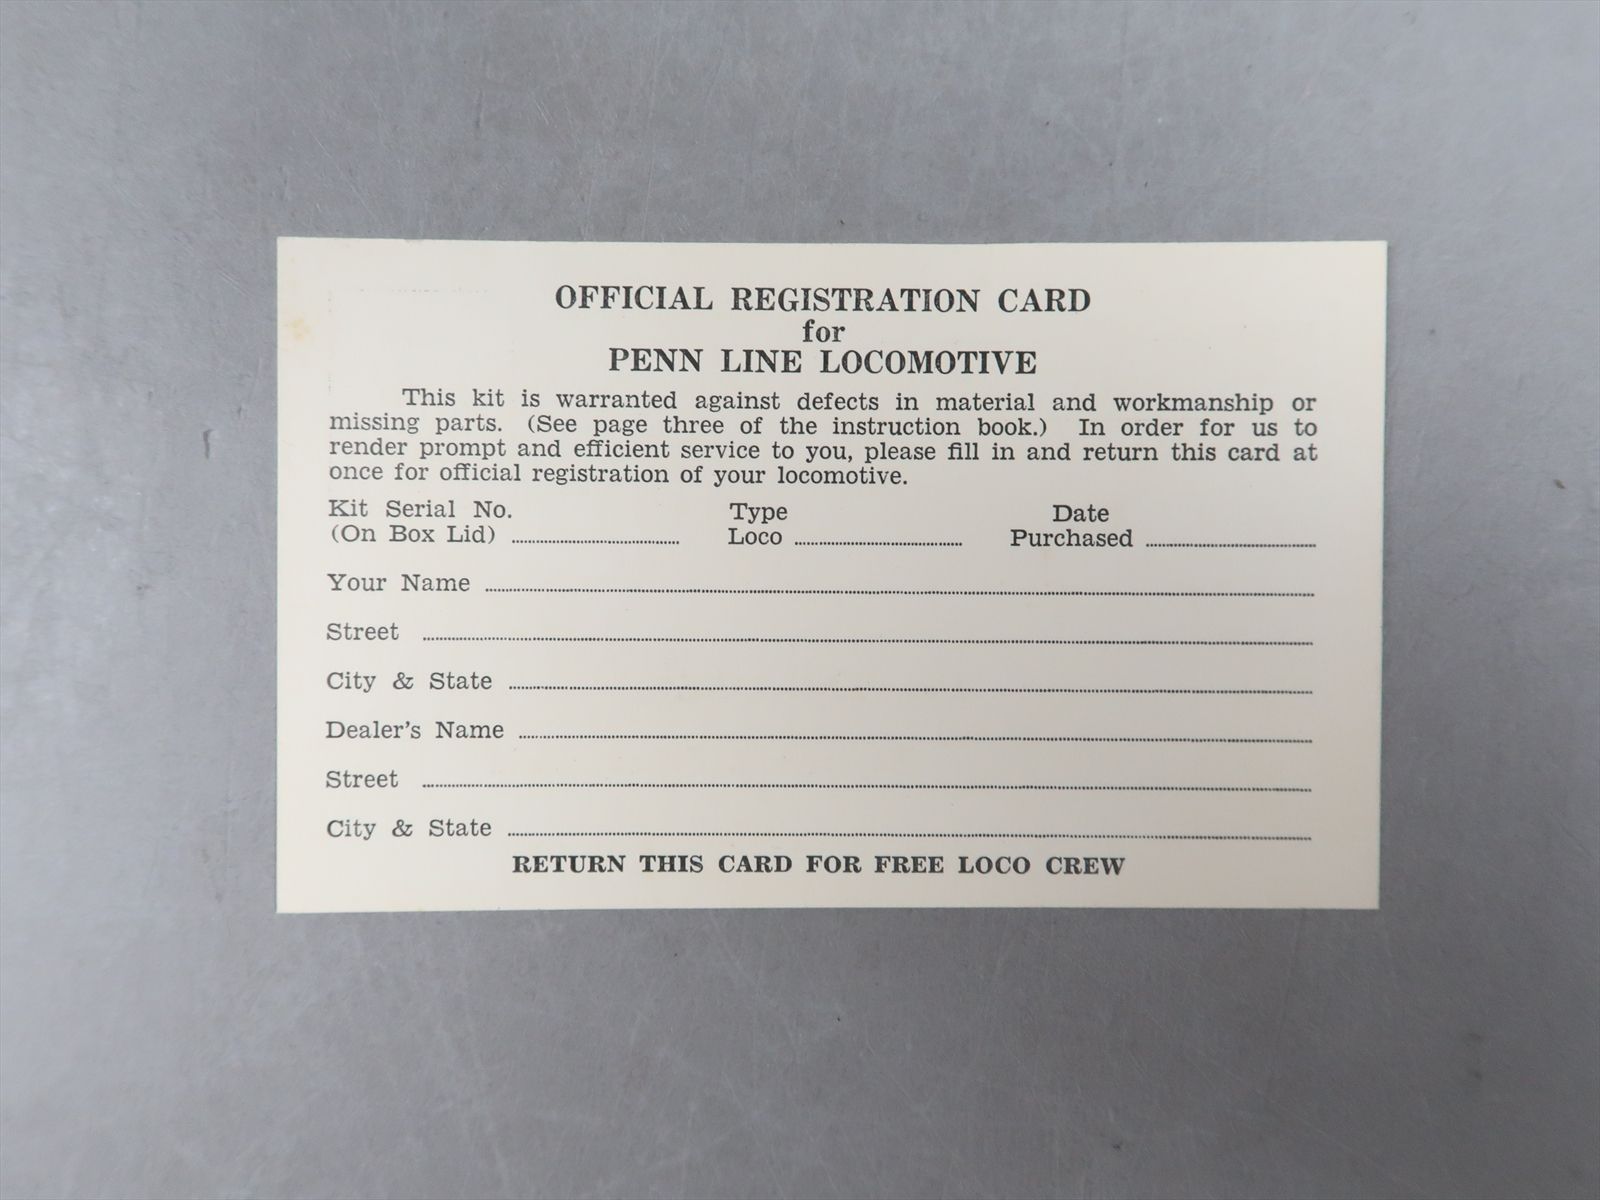 OFFICIAL REGISTRATION CARD
for
PENN LINE LOCOMOTIVE
This kit is warranted against defects in material and workmanship or
missing parts. (See page three of the instruction book.) In order for us to
render prompt and efficient service to you, please fill in and return this card at
once for official registration of your locomotive.
Kit Serial No. Type Date
(On Box Lid) Loco Purchased
Your Name
Street
City & State
Dealer's Name
Street
City & State
RETURN THIS CARD FOR FREE LOCO CREW